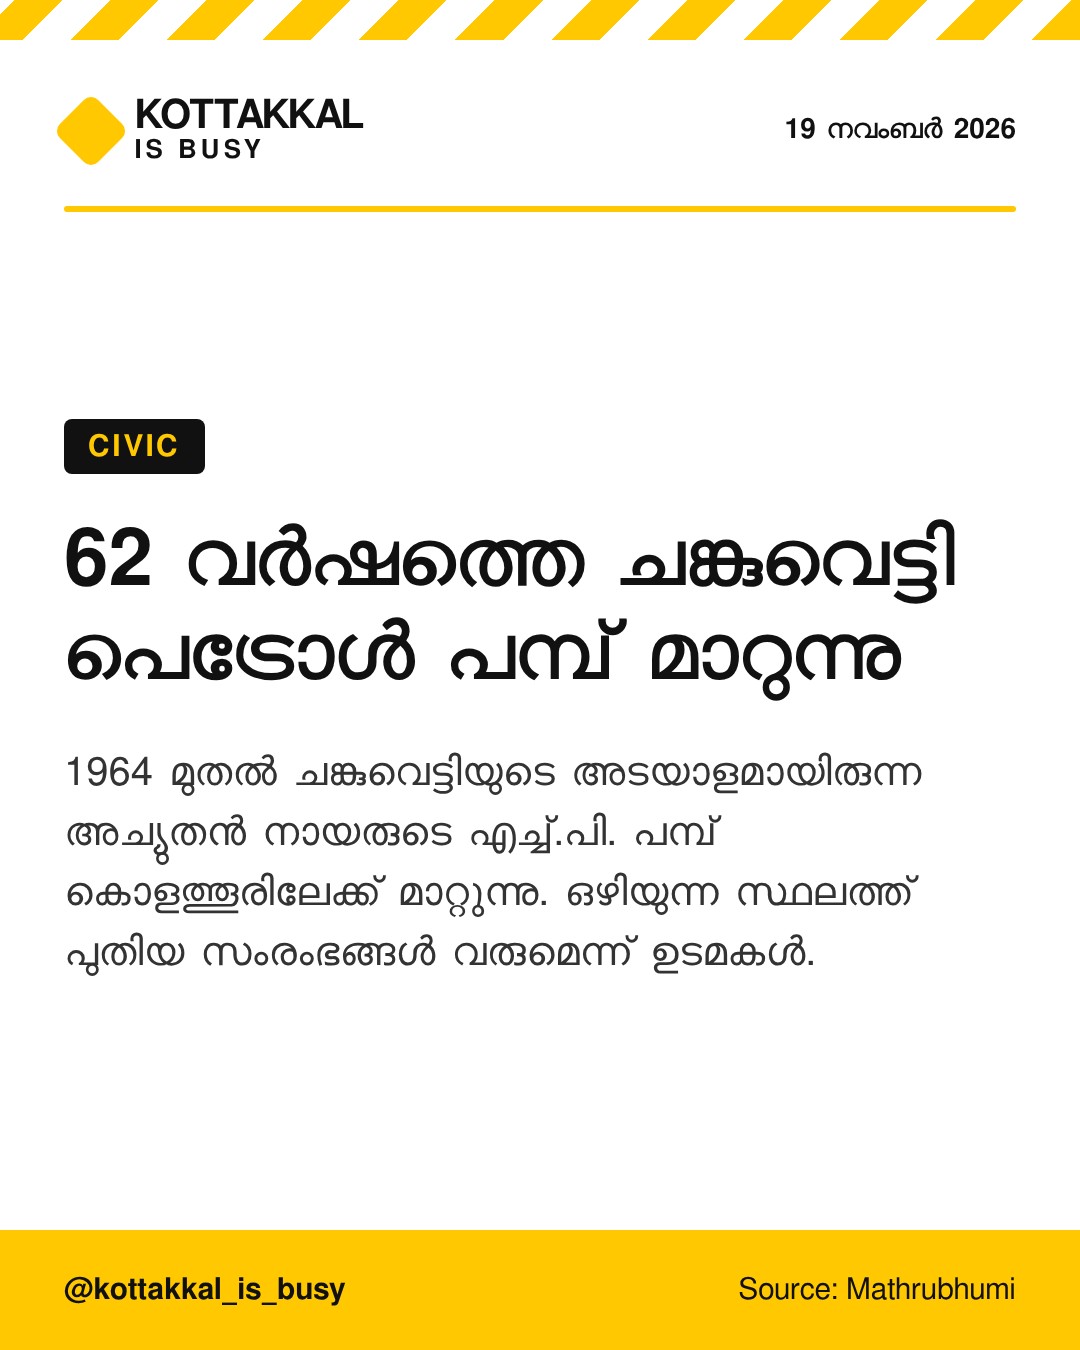 KOTTAKKAL
IS BUSY
19 നവംബർ 2026
CIVIC
62 വർഷത്തെ ചങ്കുവെട്ടി
പെട്രോൾ പമ്പ് മാറുന്നു
1964 മുതൽ ചങ്കുവെട്ടിയുടെ അടയാളമായിരുന്ന
അച്യുതൻ നായരുടെ എച്ച്.പി. പമ്പ്
കൊളത്തൂരിലേക്ക് മാറ്റുന്നു. ഒഴിയുന്ന സ്ഥലത്ത്
പുതിയ സംരംഭങ്ങൾ വരുമെന്ന് ഉടമകൾ.
@kottakkal_is_busy
Source: Mathrubhumi